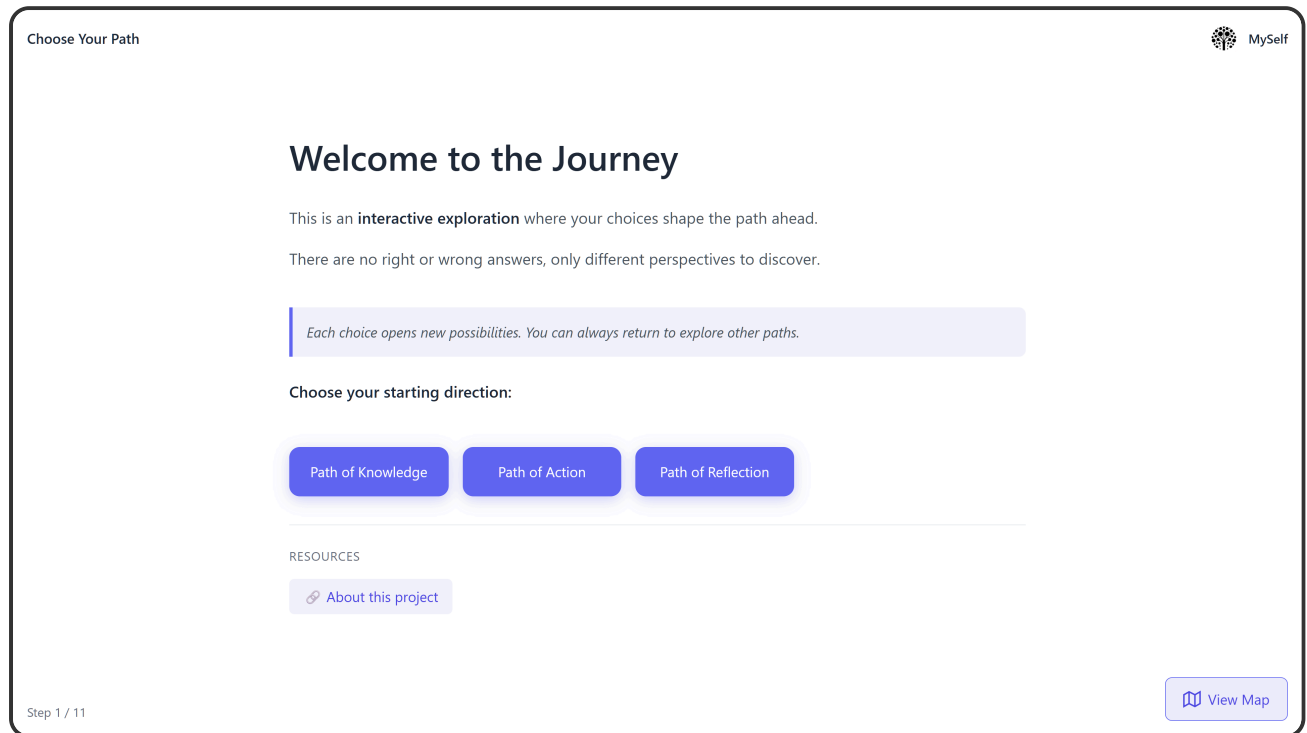 Choose Your Path
MySelf
Welcome to the Journey
This is an interactive exploration where your choices shape the path ahead.
There are no right or wrong answers, only different perspectives to discover.
Each choice opens new possibilities. You can always return to explore other paths.
Choose your starting direction:
Path of Knowledge
Path of Action
Path of Reflection
RESOURCES
About this project
View Map
Step 1 / 11